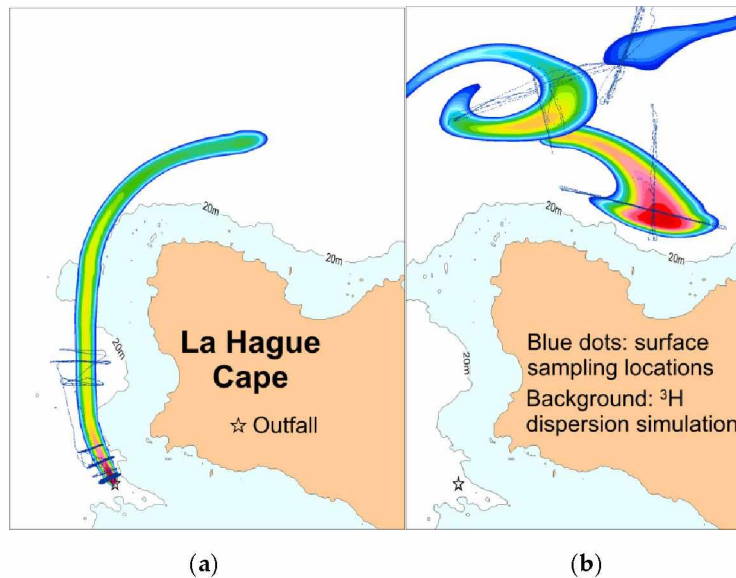 20m
20m
20m
La Hague
Cape
☆ Outfall
(a)
20m
20m
20m
Blue dots: surface
sampling locations
Background: ³H
dispersion simulation
(b)